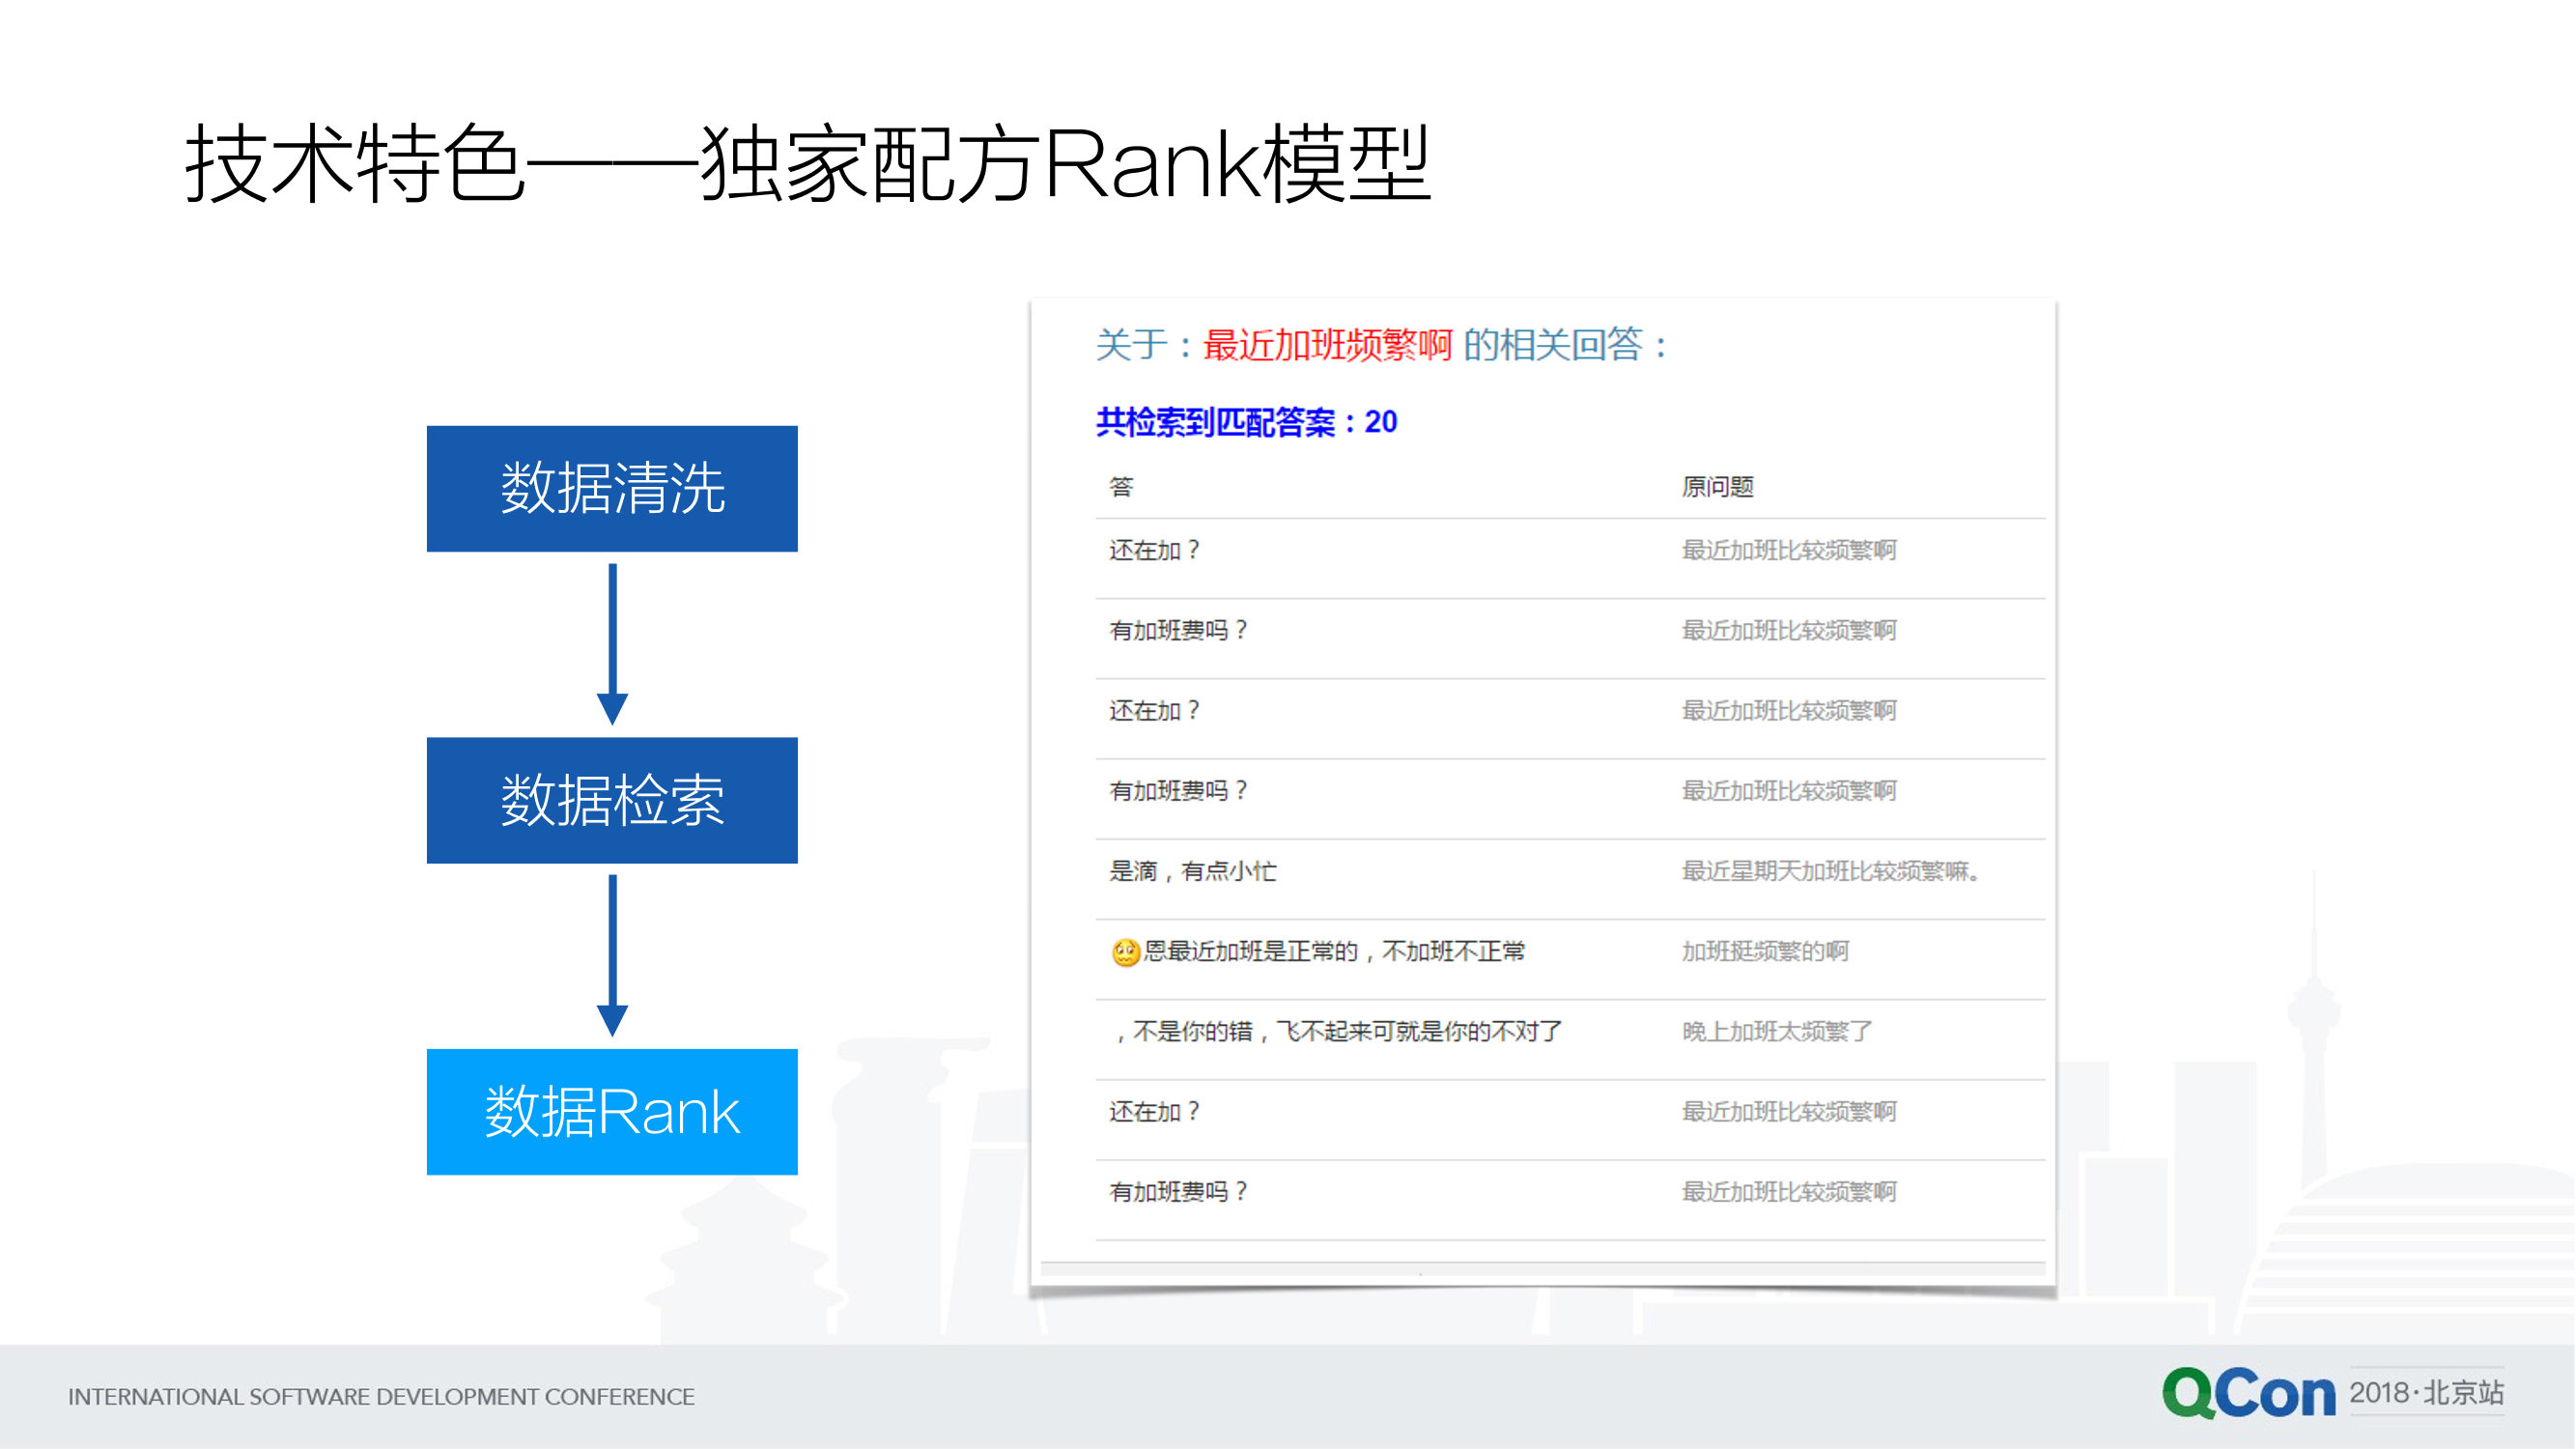 技术特色——独家配方Rank模型
数据清洗
数据检索
数据Rank
关于：最近加班频繁啊 的相关回答：
共检索到匹配答案：20
答 原问题
还在加？ 最近加班比较频繁啊
有加班费吗？ 最近加班比较频繁啊
还在加？ 最近加班比较频繁啊
有加班费吗？ 最近加班比较频繁啊
是滴，有点小忙 最近星期天加班比较频繁嘛。
恩最近加班是正常的，不加班不正常 加班挺频繁的啊
，不是你的错，飞不起来可就是你的不对了 晚上加班太频繁了
还在加？ 最近加班比较频繁啊
有加班费吗？ 最近加班比较频繁啊
INTERNATIONAL SOFTWARE DEVELOPMENT CONFERENCE
QCon 2018·北京站